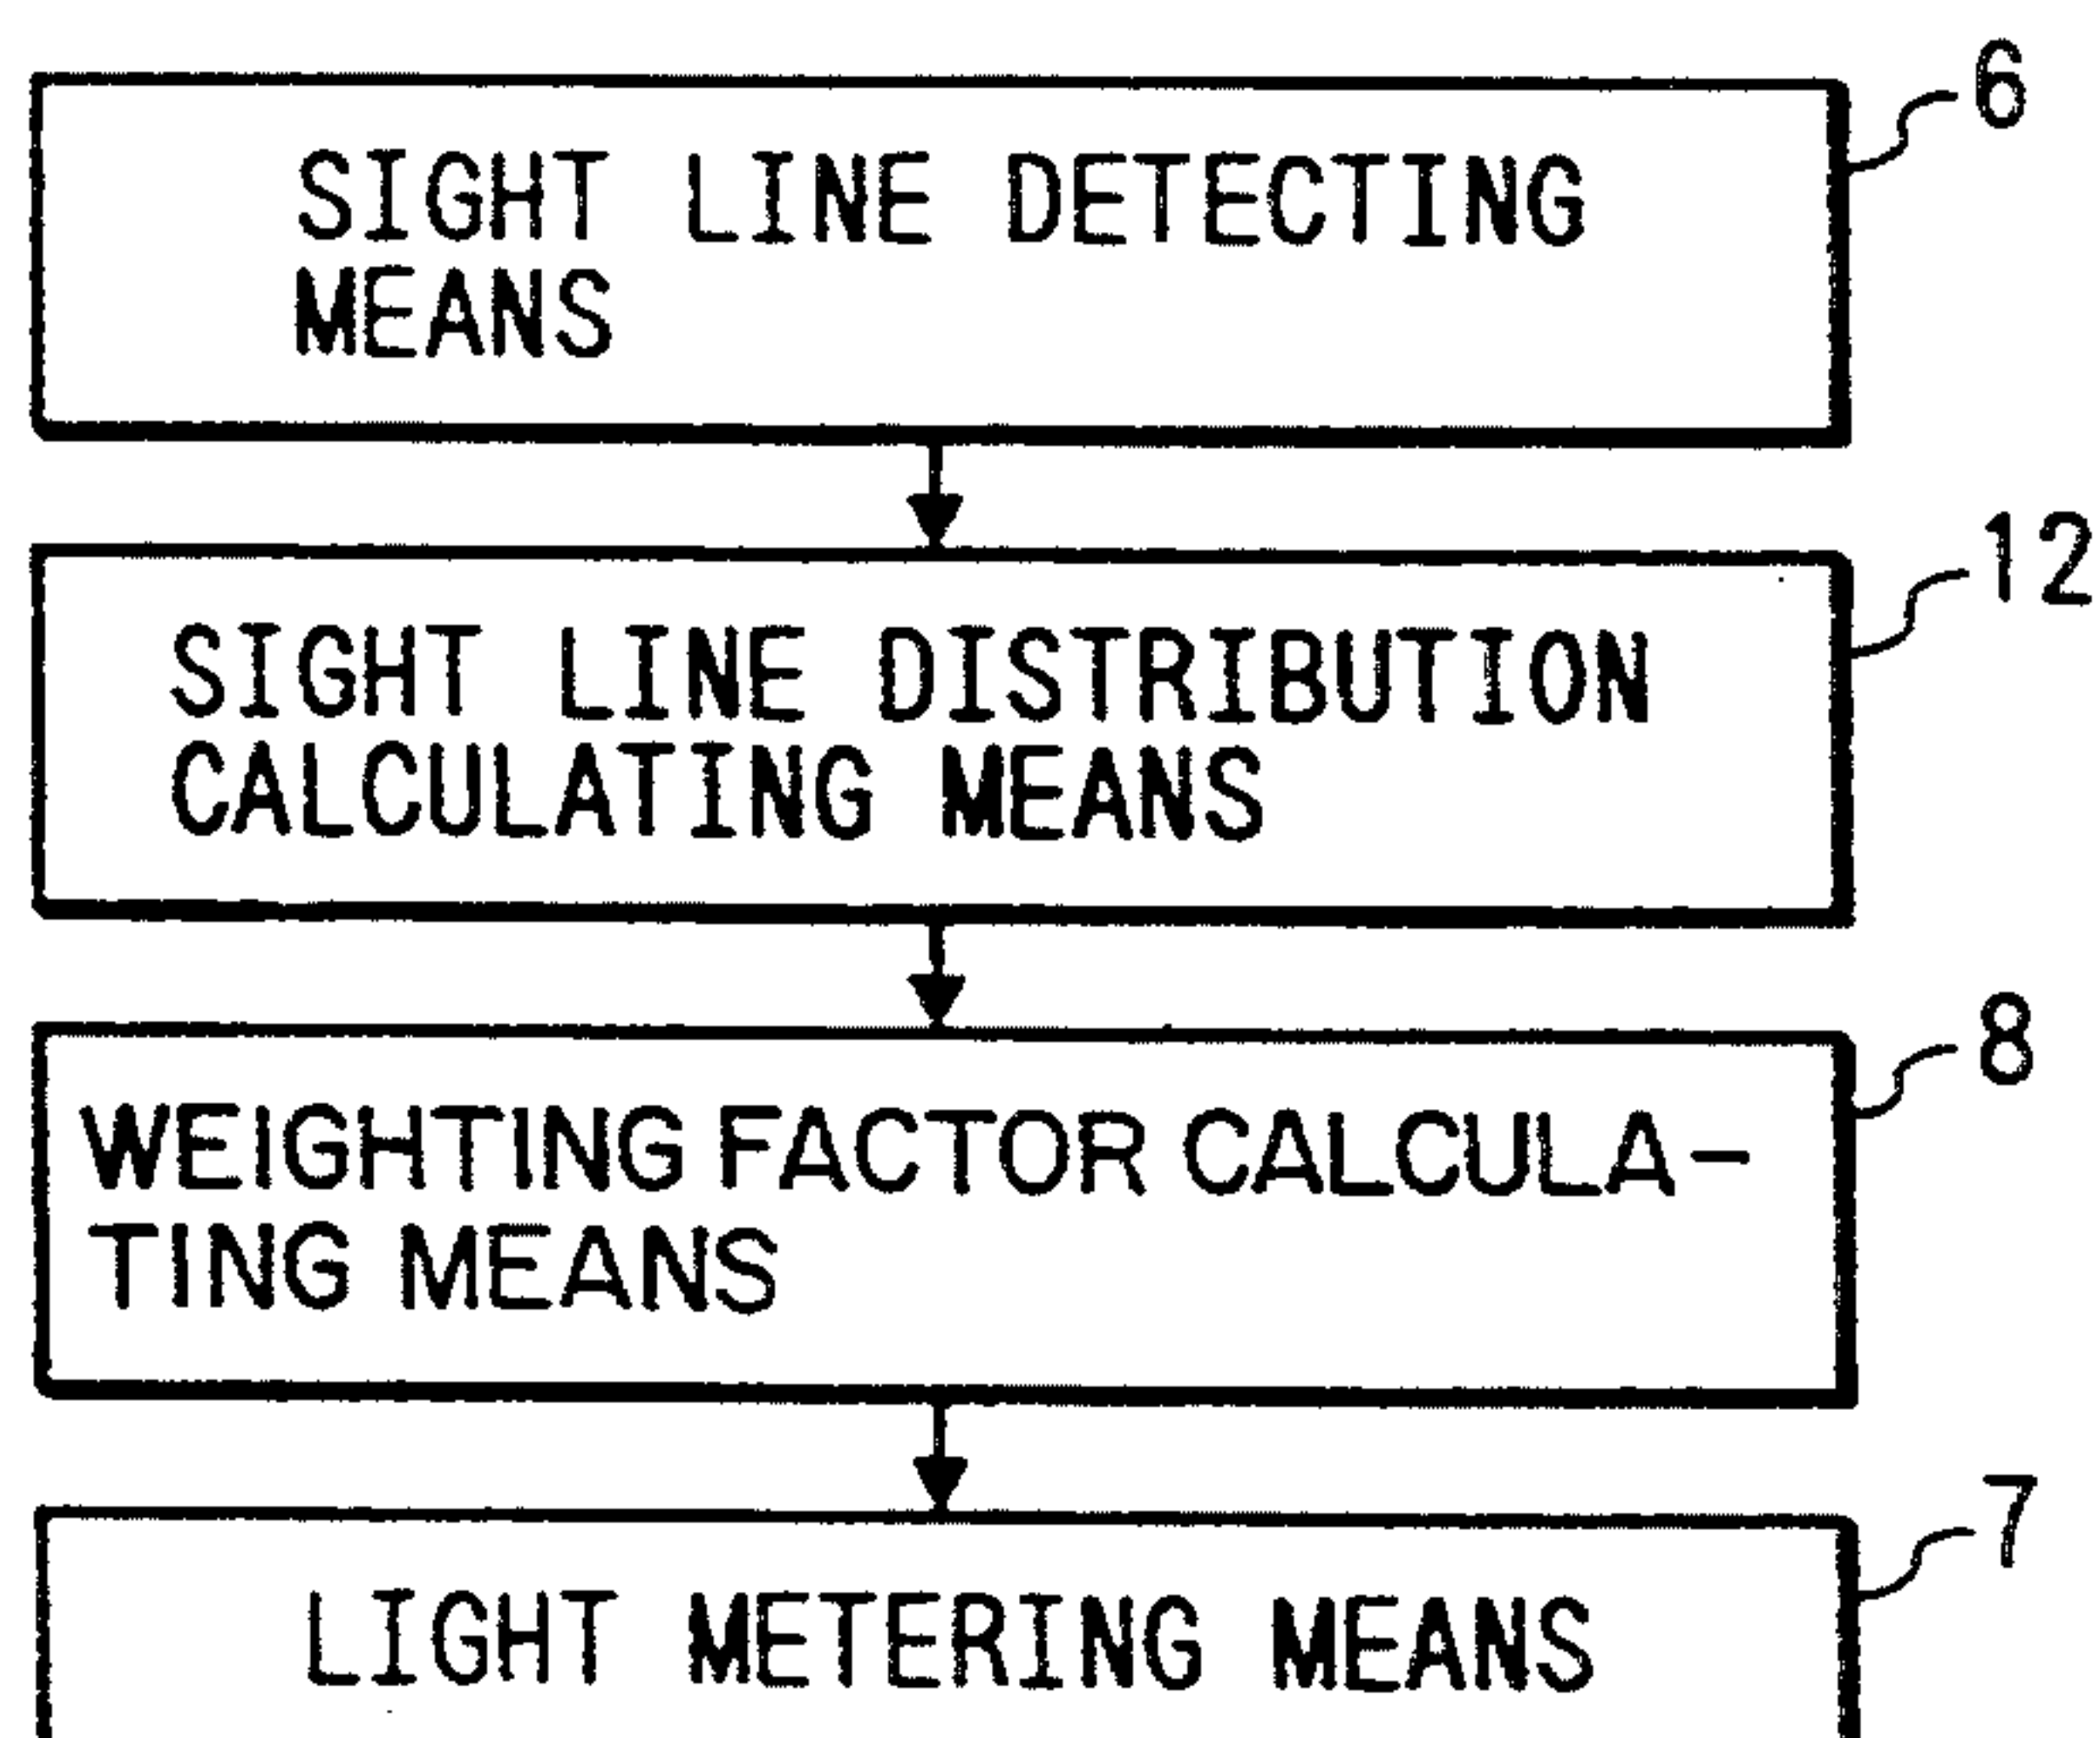 6
SIGHT LINE DETECTING
MEANS
12
SIGHT LINE DISTRIBUTION
CALCULATING MEANS
8
WEIGHTING FACTOR CALCULA-
TING MEANS
7
LIGHT METERING MEANS